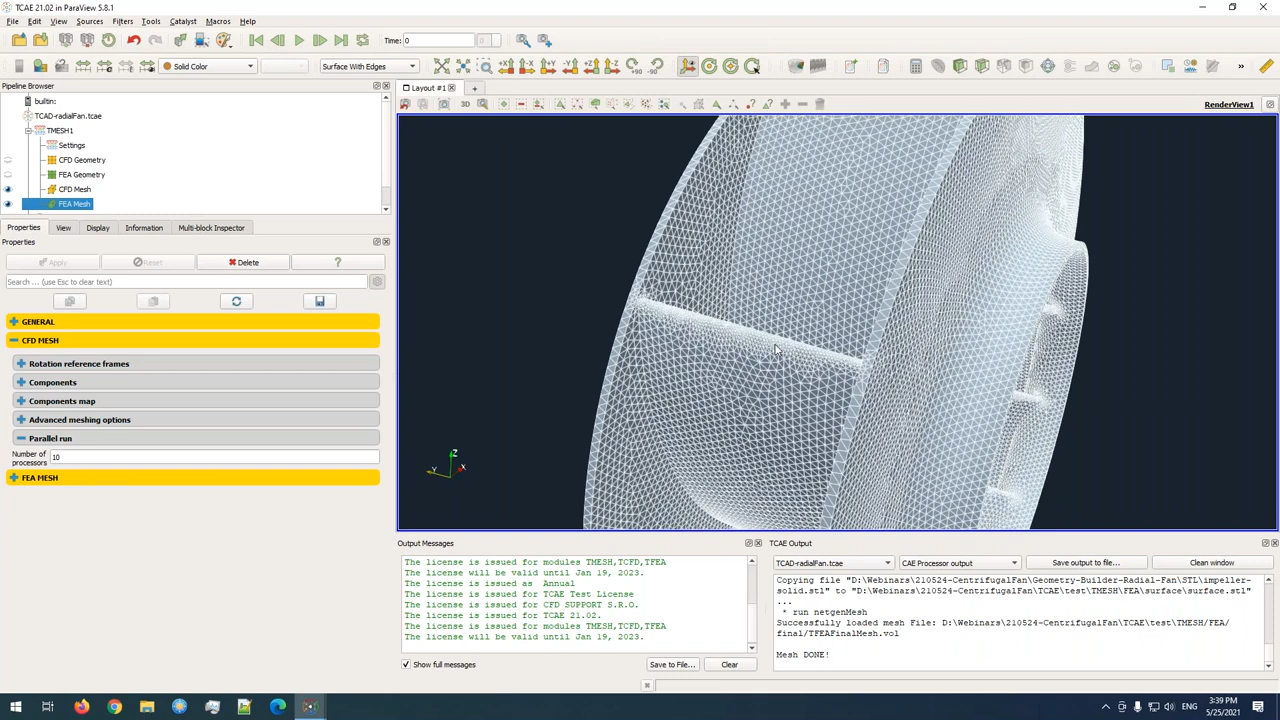 TCAE 21.02 in ParaView 5.8.1
File Edit View Sources Filters Tools Catalyst Macros Help
Time: 0
0
Solid Color
Surface With Edges
-90 +90
Pipeline Browser
Layout #1
3D
RenderView1
builtin:
TCAD-radialFan.tcae
TMESH1
Settings
CFD Geometry
FEA Geometry
CFD Mesh
FEA Mesh
Properties View Display Information Multi-block Inspector
Properties
Apply Reset Delete ?
Search ... (use Esc to clear text)
GENERAL
CFD MESH
Rotation reference frames
Components
Components map
Advanced meshing options
Parallel run
Number of
processors
10
FEA MESH
Z
Y
X
Output Messages
The license is issued for modules TMESH,TCFD,TFEA
The license will be valid until Jan 19, 2023.
The license is issued as  Annual
The license is issued for TCAE Test License
The license is issued for CFD SUPPORT S.R.O.
The license is issued for TCAE 21.02.
The license is issued for modules TMESH,TCFD,TFEA
The license will be valid until Jan 19, 2023.
Show full messages
Save to File...
Clear
TCAE Output
TCAD-radialFan.tcae
CAE Processor output
Save output to file...
Clean window
Copying file "D:\Webinars\210524-CentrifugalFan\Geometry-Builder-Radial-Fan\STL\impeller-
solid.stl" to "D:\Webinars\210524-CentrifugalFan\TCAE\test\TMESH\FEA\surface\surface.stl"
...
* run netgenMesh
Successfully loaded mesh File: D:\Webinars\210524-CentrifugalFan\TCAE\test\TMESH/FEA/
final/TFEAFinalMesh.vol
Mesh DONE!
ENG
3:39 PM
5/25/2021